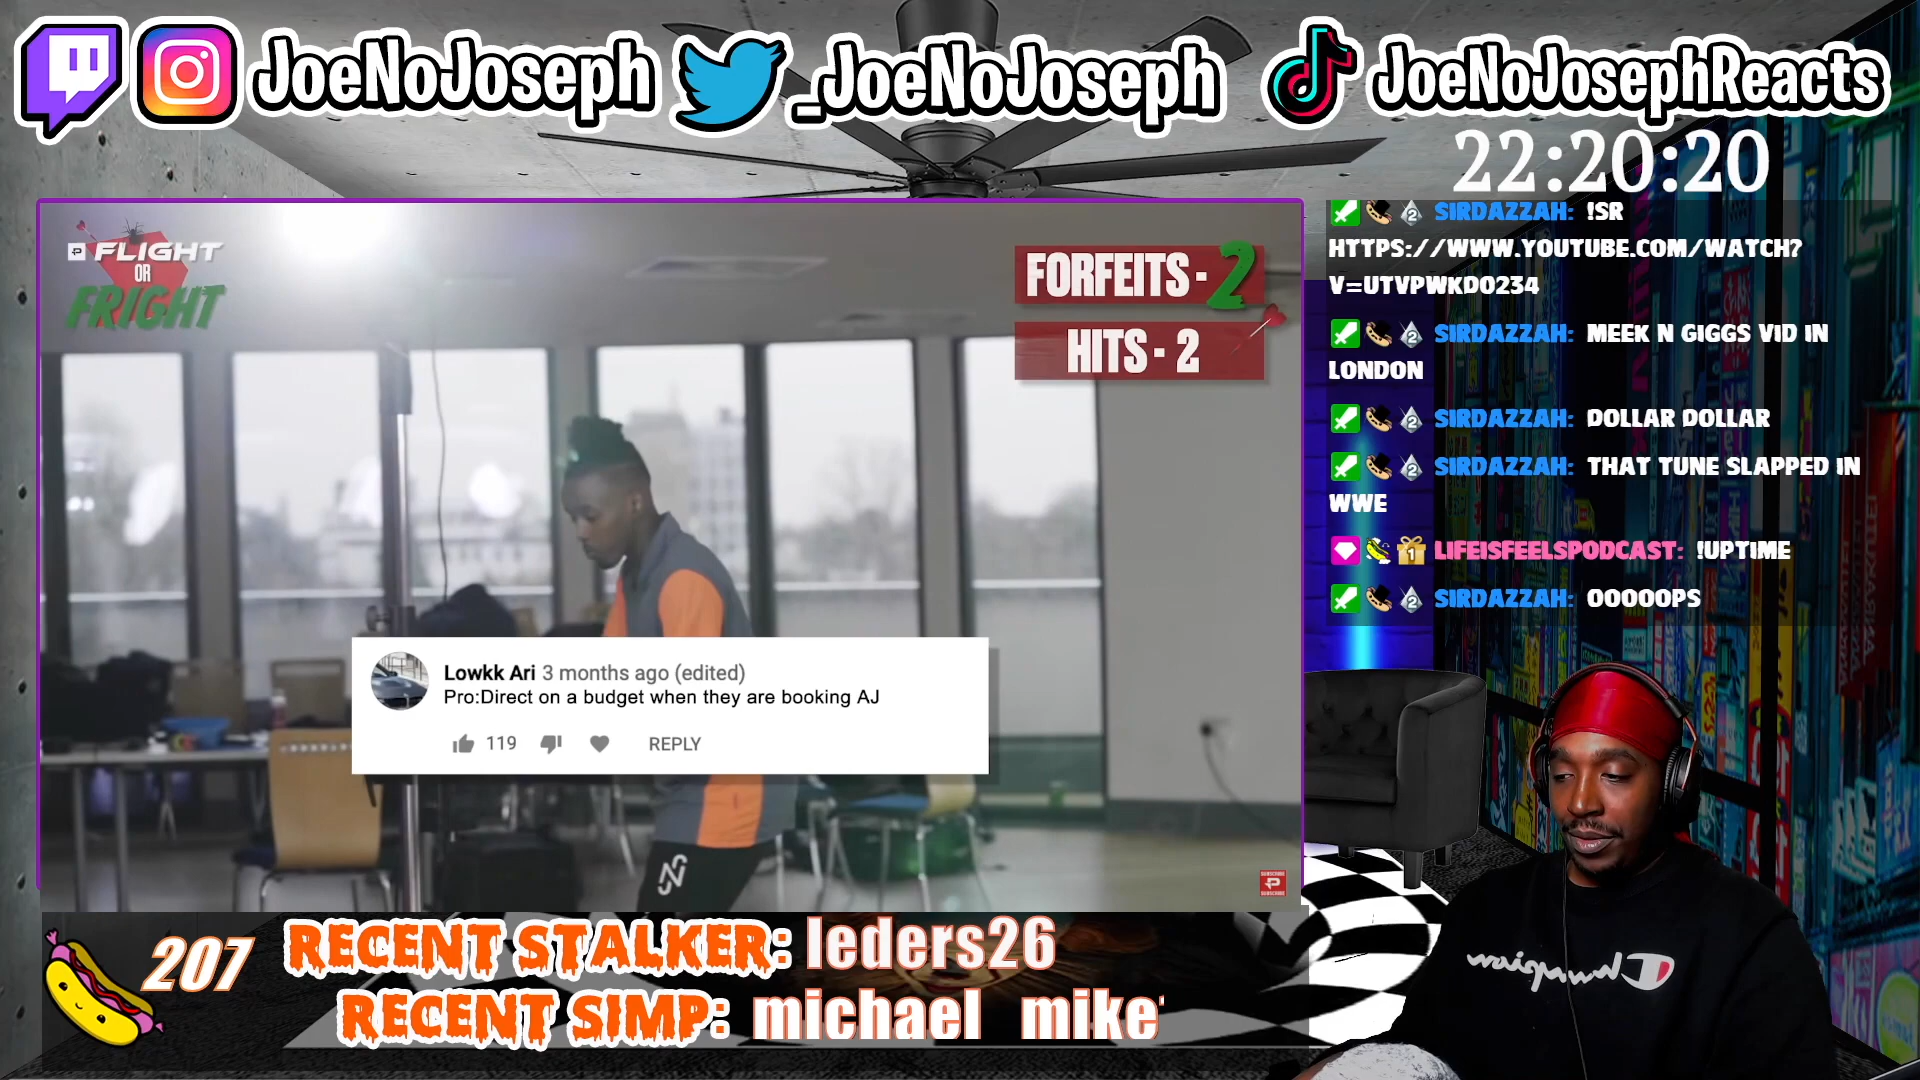 JoeNoJoseph
_JoeNoJoseph
JoeNoJosephReacts
22:20:20
FLIGHT
OR
FRIGHT
FORFEITS - 2
HITS - 2
SIRDAZZAH: !SR
HTTPS://WWW.YOUTUBE.COM/WATCH?
V=UTVPWKDO234
SIRDAZZAH: MEEK N GIGGS VID IN
LONDON
SIRDAZZAH: DOLLAR DOLLAR
SIRDAZZAH: THAT TUNE SLAPPED IN
WWE
LIFEISFEELSPODCAST: !UPTIME
SIRDAZZAH: OOOOOPS
Lowkk Ari 3 months ago (edited)
Pro:Direct on a budget when they are booking AJ
119 REPLY
207
RECENT STALKER: leders26
RECENT SIMP: michael mike
Champion